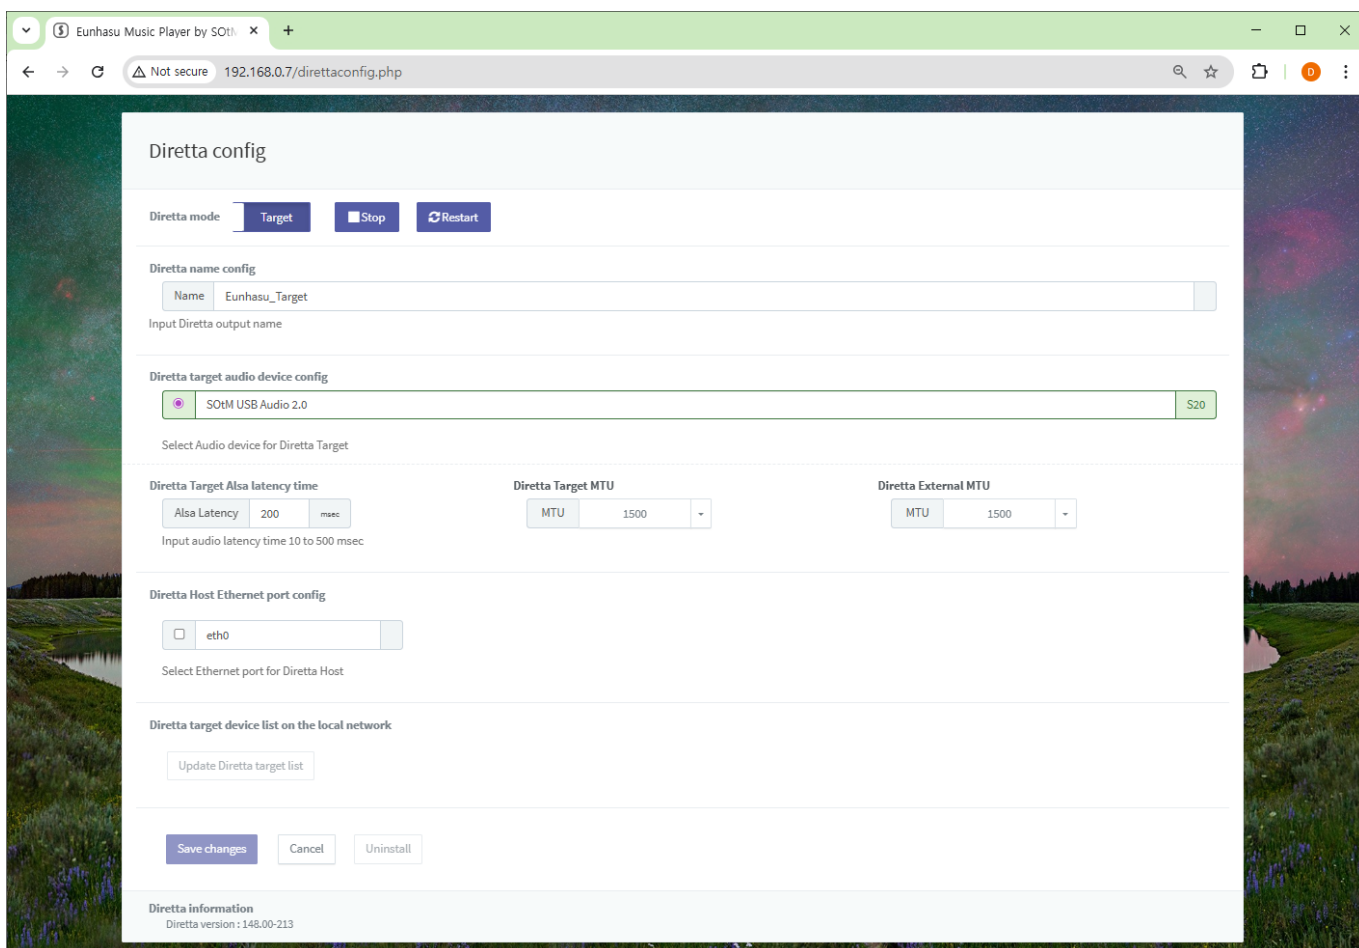 Eunhasu Music Player by SOtM
Not secure 192.168.0.7/direttaconfig.php
D
Diretta config
Diretta mode Target Stop Restart
Diretta name config
Name Eunhasu_Target
Input Diretta output name
Diretta target audio device config
SOtM USB Audio 2.0 S20
Select Audio device for Diretta Target
Diretta Target Alsa latency time Diretta Target MTU Diretta External MTU
Alsa Latency 200 msec MTU 1500 MTU 1500
Input audio latency time 10 to 500 msec
Diretta Host Ethernet port config
eth0
Select Ethernet port for Diretta Host
Diretta target device list on the local network
Update Diretta target list
Save changes Cancel Uninstall
Diretta information
Diretta version : 148.00-213